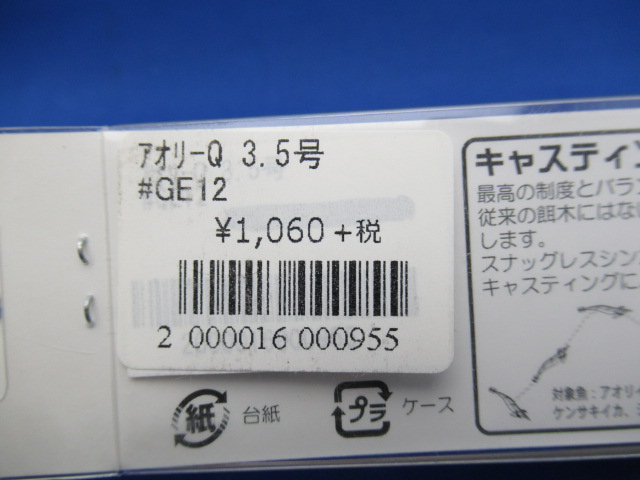 ｱｵﾘｰQ 3.5号
#GE12
¥1,060+税
2 000016 000955
紙 台紙
プラ ケース
キャスティン
最高の制度とバラ
従来の餌木にはな
します。
スナッグレスシン
キャスティングに
対象魚：アオリイ
ケンサキイカ、